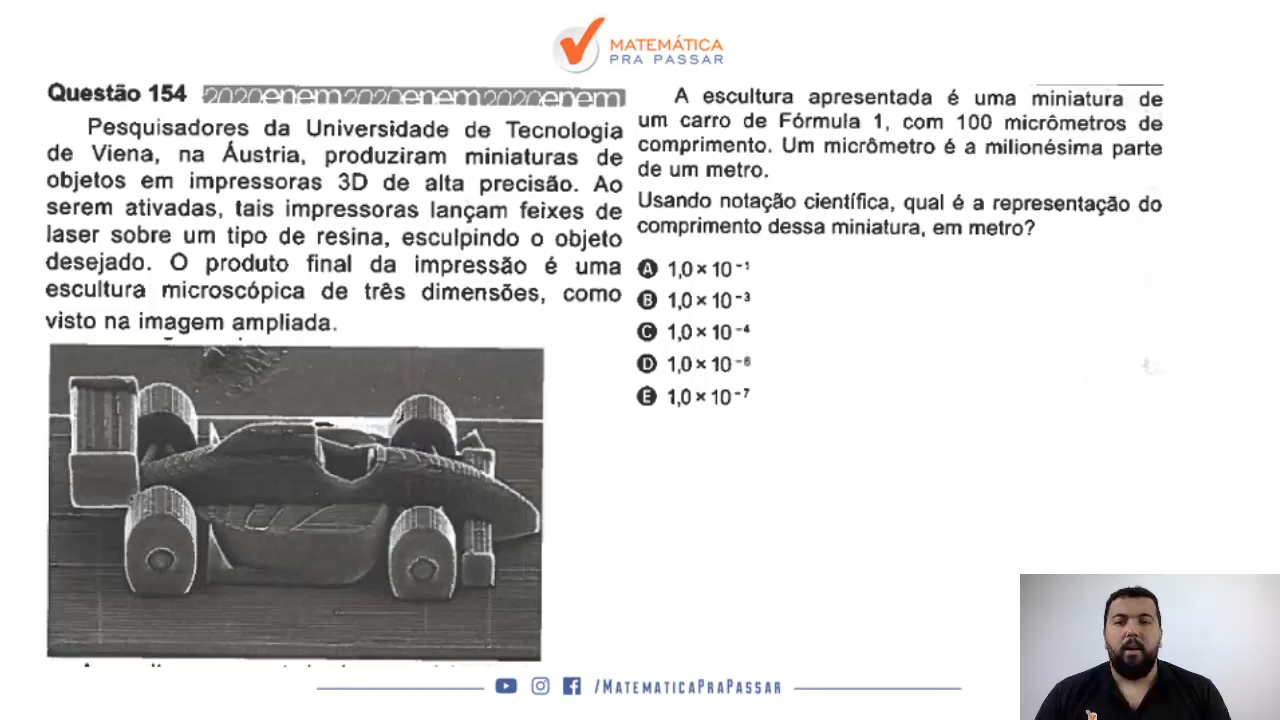 MATEMÁTICA
PRA PASSAR
Questão 154 2020enem2020enem2020enem
Pesquisadores da Universidade de Tecnologia
de Viena, na Áustria, produziram miniaturas de
objetos em impressoras 3D de alta precisão. Ao
serem ativadas, tais impressoras lançam feixes de
laser sobre um tipo de resina, esculpindo o objeto
desejado. O produto final da impressão é uma
escultura microscópica de três dimensões, como
visto na imagem ampliada.
A escultura apresentada é uma miniatura de
um carro de Fórmula 1, com 100 micrômetros de
comprimento. Um micrômetro é a milionésima parte
de um metro.
Usando notação científica, qual é a representação do
comprimento dessa miniatura, em metro?
A 1,0 × 10⁻¹
B 1,0 × 10⁻³
C 1,0 × 10⁻⁴
D 1,0 × 10⁻⁶
E 1,0 × 10⁻⁷
/MATEMATICAPRAPASSAR